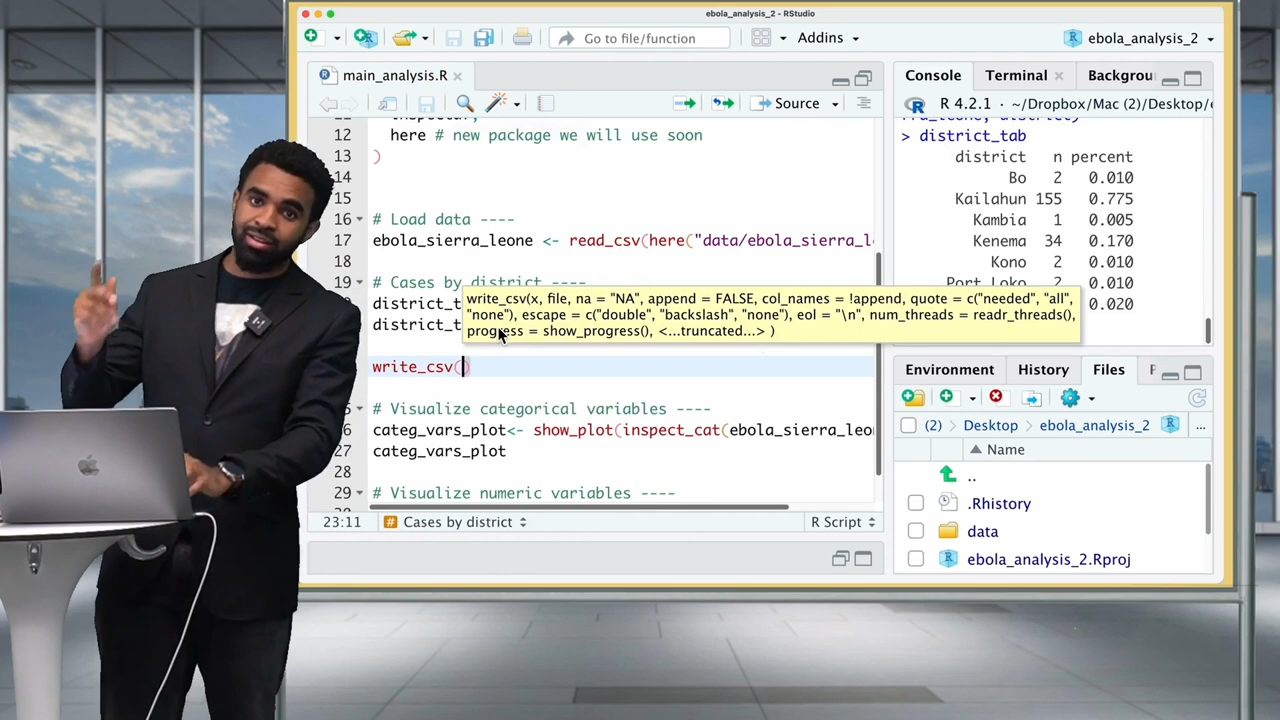 ebola_analysis_2 - RStudio
Go to file/function
Addins
ebola_analysis_2
main_analysis.R
Source
12 here # new package we will use soon
13 )
14
15
16 # Load data ----
17 ebola_sierra_leone <- read_csv(here("data/ebola_sierra_l
18
19 # Cases by district ----
district_t
district_t
write_csv(x, file, na = "NA", append = FALSE, col_names = !append, quote = c("needed", "all",
"none"), escape = c("double", "backslash", "none"), eol = "\n", num_threads = readr_threads(),
progress = show_progress(), <...truncated...> )
write_csv()
# Visualize categorical variables ----
categ_vars_plot<- show_plot(inspect_cat(ebola_sierra_leo
27 categ_vars_plot
28
29 # Visualize numeric variables ----
23:11
# Cases by district
R Script
Console
Terminal
Backgrou
R 4.2.1 · ~/Dropbox/Mac (2)/Desktop/
> district_tab
district n percent
Bo 2 0.010
Kailahun 155 0.775
Kambia 1 0.005
Kenema 34 0.170
Kono 2 0.010
Port Loko 2 0.010
0.020
Environment
History
Files
(2)
Desktop
ebola_analysis_2
...
Name
..
.Rhistory
data
ebola_analysis_2.Rproj